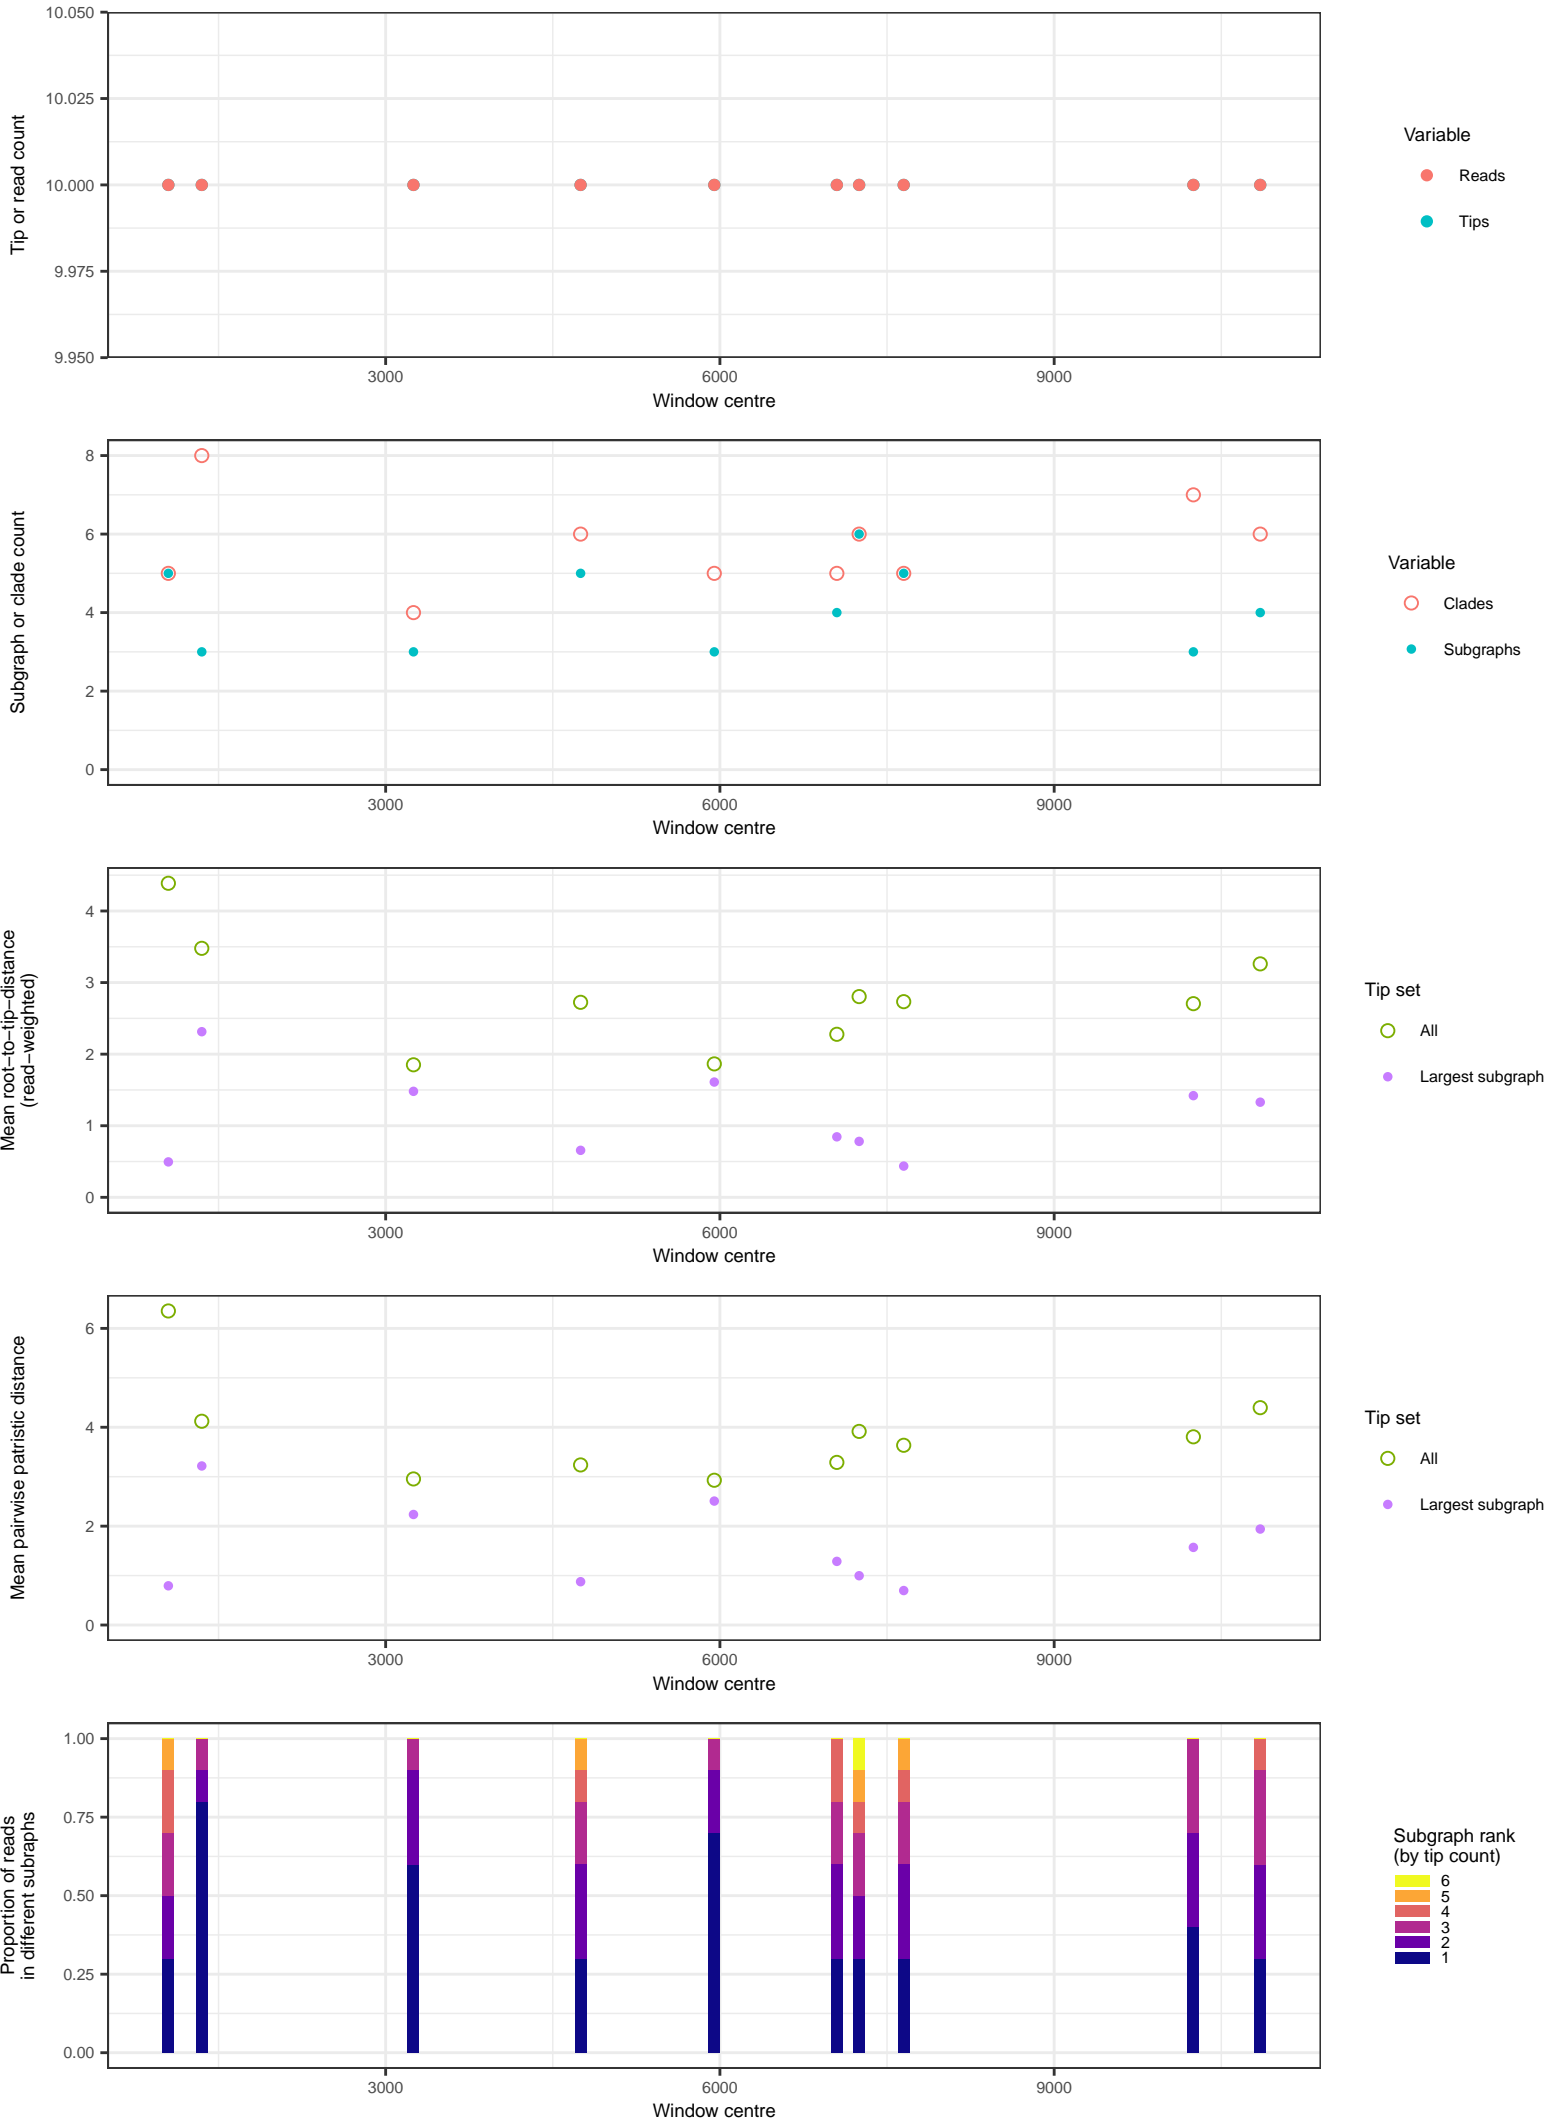 10.050
10.025
10.000
9.975
9.950
Tip or read count
3000 6000 9000
Window centre
Variable
Reads
Tips
8
6
4
2
0
Subgraph or clade count
3000 6000 9000
Window centre
Variable
Clades
Subgraphs
4
3
2
1
0
Mean root−to−tip−distance
(read−weighted)
3000 6000 9000
Window centre
Tip set
All
Largest subgraph
6
4
2
0
Mean pairwise patristic distance
3000 6000 9000
Window centre
Tip set
All
Largest subgraph
1.00
0.75
0.50
0.25
0.00
Proportion of reads
in different subraphs
3000 6000 9000
Window centre
Subgraph rank
(by tip count)
6
5
4
3
2
1